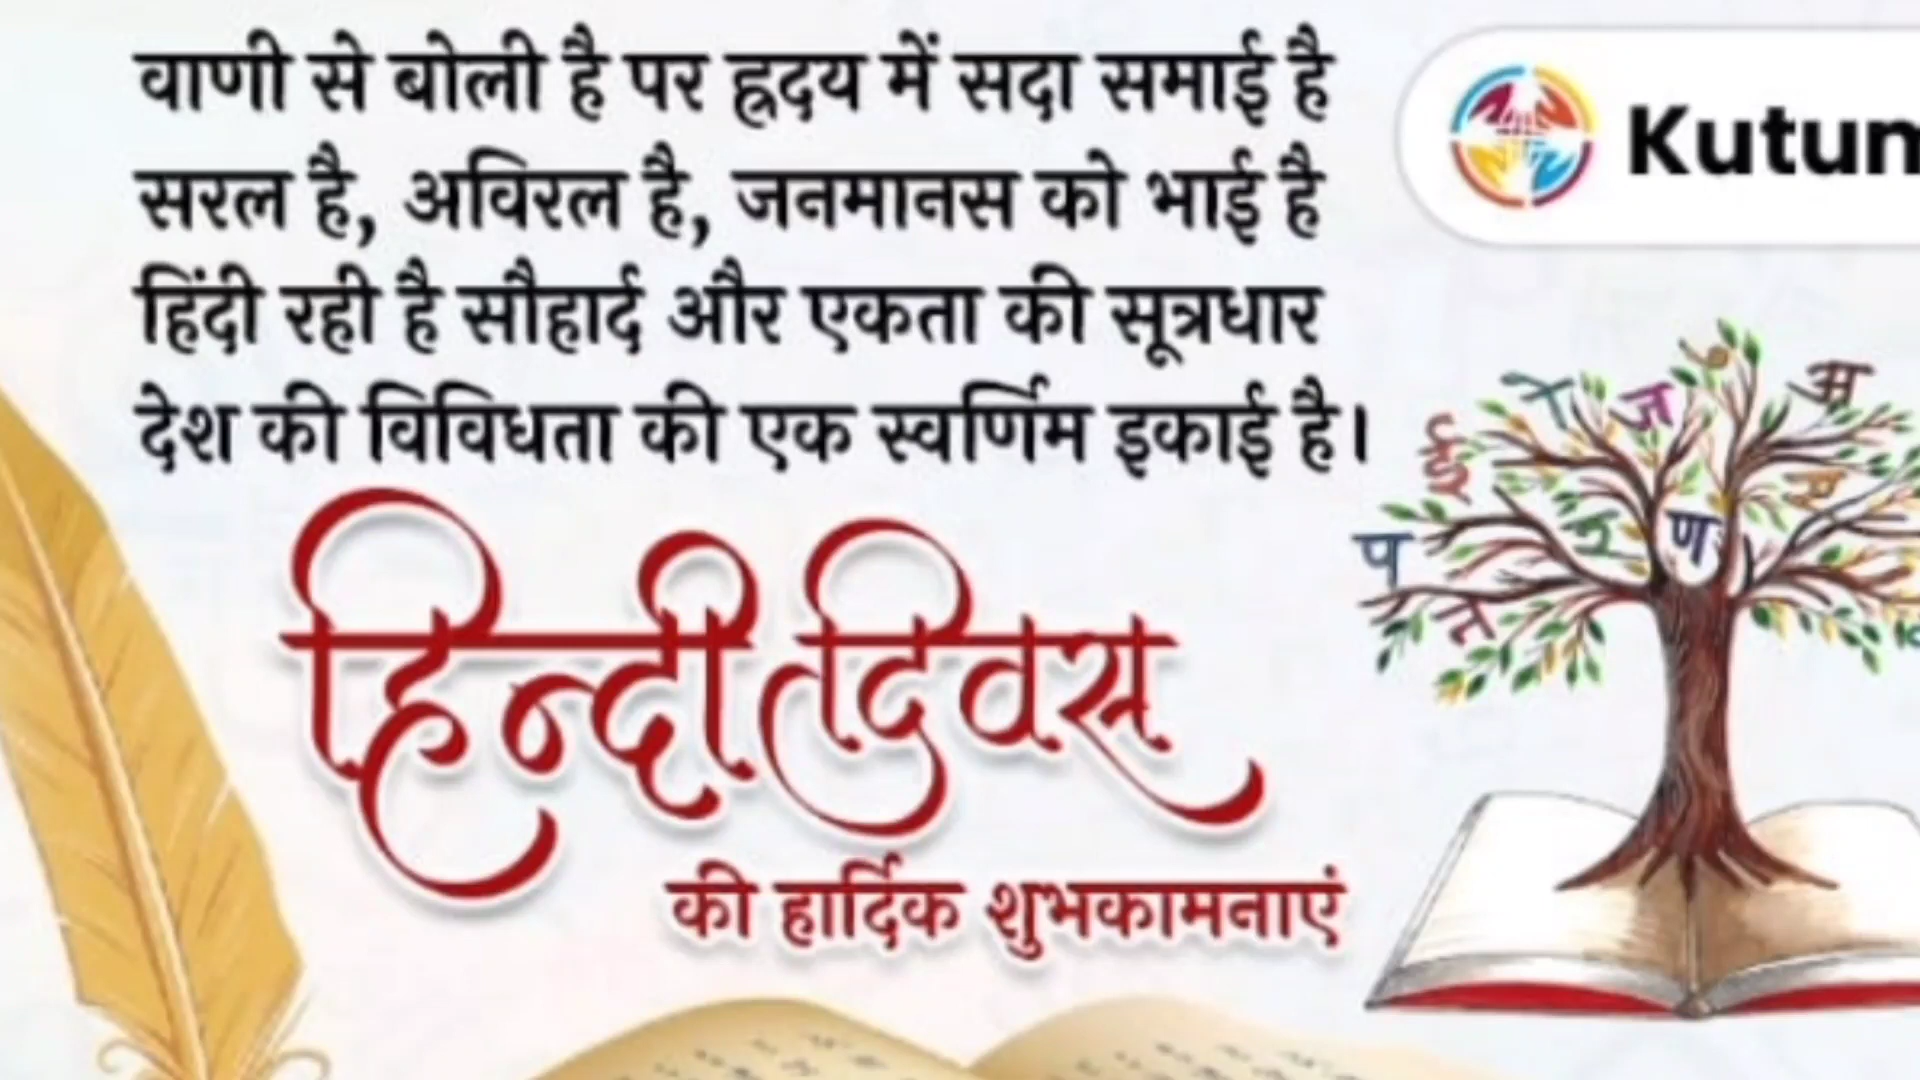 वाणी से बोली है पर हृदय में सदा समाई है
सरल है, अविरल है, जनमानस को भाई है
हिंदी रही है सौहार्द और एकता की सूत्रधार
देश की विविधता की एक स्वर्णिम इकाई है।
हिन्दी दिवस
की हार्दिक शुभकामनाएं
ई
ज
प
ण